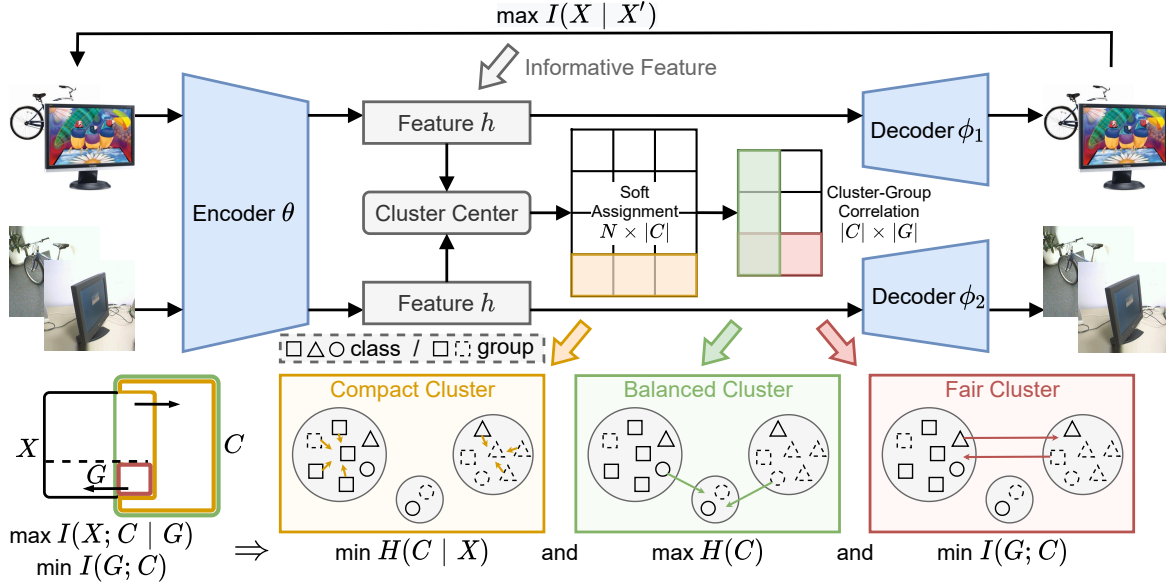 max I(X | X′)
Informative Feature
Feature h
Decoder ϕ₁
Encoder θ
Cluster Center
Soft
Assignment
N × |C|
Cluster-Group
Correlation
|C| × |G|
Feature h
Decoder ϕ₂
class / group
Compact Cluster
Balanced Cluster
Fair Cluster
X
G
C
max I(X; C | G)
min I(G; C)
⇒
min H(C | X)
and
max H(C)
and
min I(G; C)